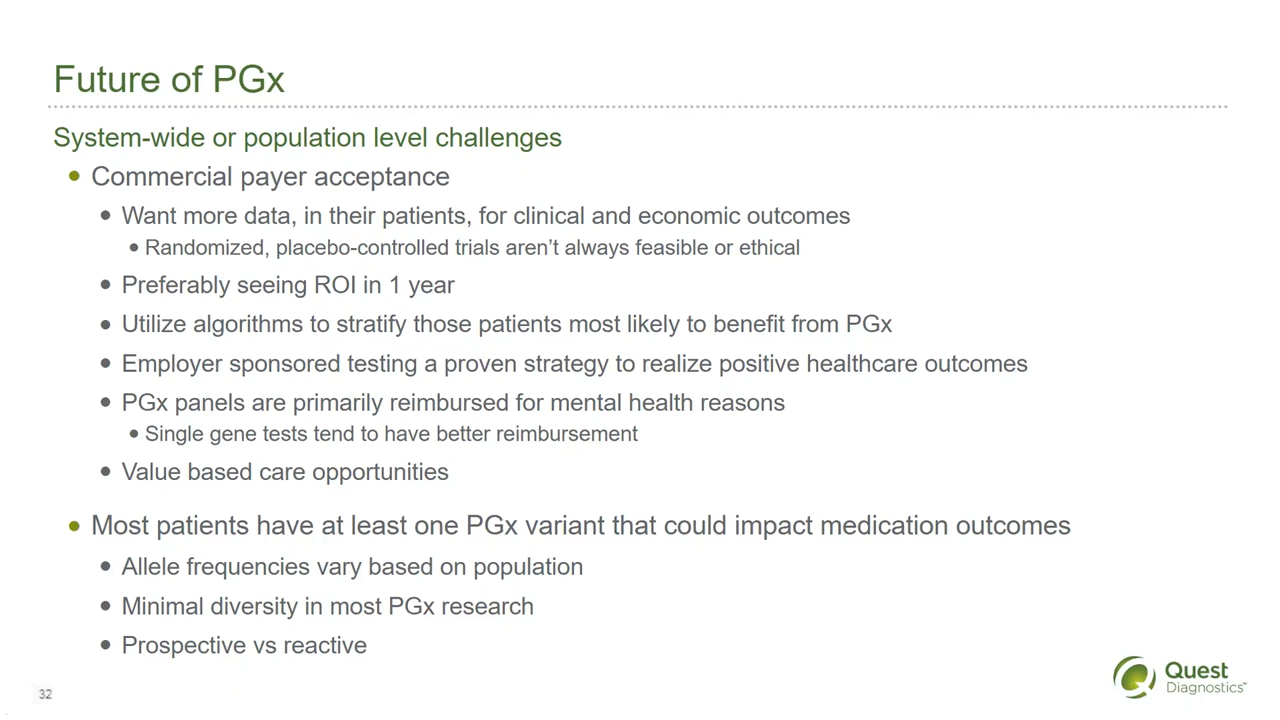 Future of PGx
System-wide or population level challenges
• Commercial payer acceptance
• Want more data, in their patients, for clinical and economic outcomes
• Randomized, placebo-controlled trials aren’t always feasible or ethical
• Preferably seeing ROI in 1 year
• Utilize algorithms to stratify those patients most likely to benefit from PGx
• Employer sponsored testing a proven strategy to realize positive healthcare outcomes
• PGx panels are primarily reimbursed for mental health reasons
• Single gene tests tend to have better reimbursement
• Value based care opportunities
• Most patients have at least one PGx variant that could impact medication outcomes
• Allele frequencies vary based on population
• Minimal diversity in most PGx research
• Prospective vs reactive
32
Quest
Diagnostics™